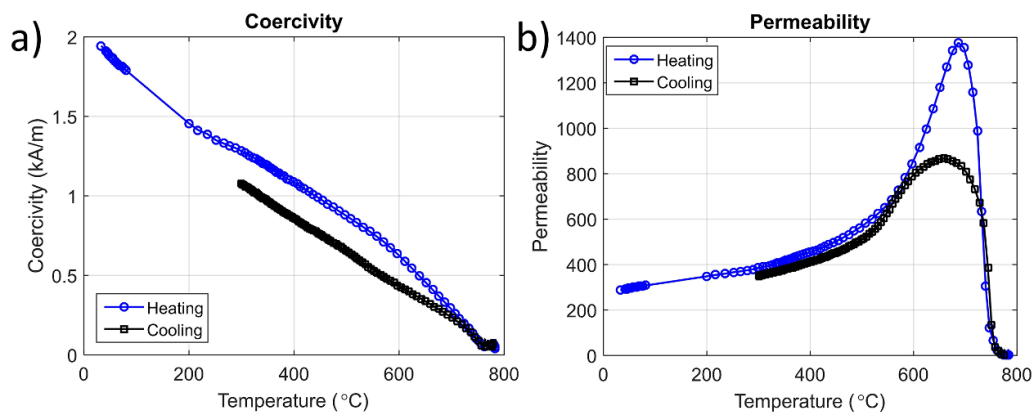 a)
Coercivity
2
1.5
1
0.5
0
Coercivity (kA/m)
Heating
Cooling
0 200 400 600 800
Temperature (°C)
b)
Permeability
1400
1200
1000
800
600
400
200
0
Permeability
Heating
Cooling
0 200 400 600 800
Temperature (°C)